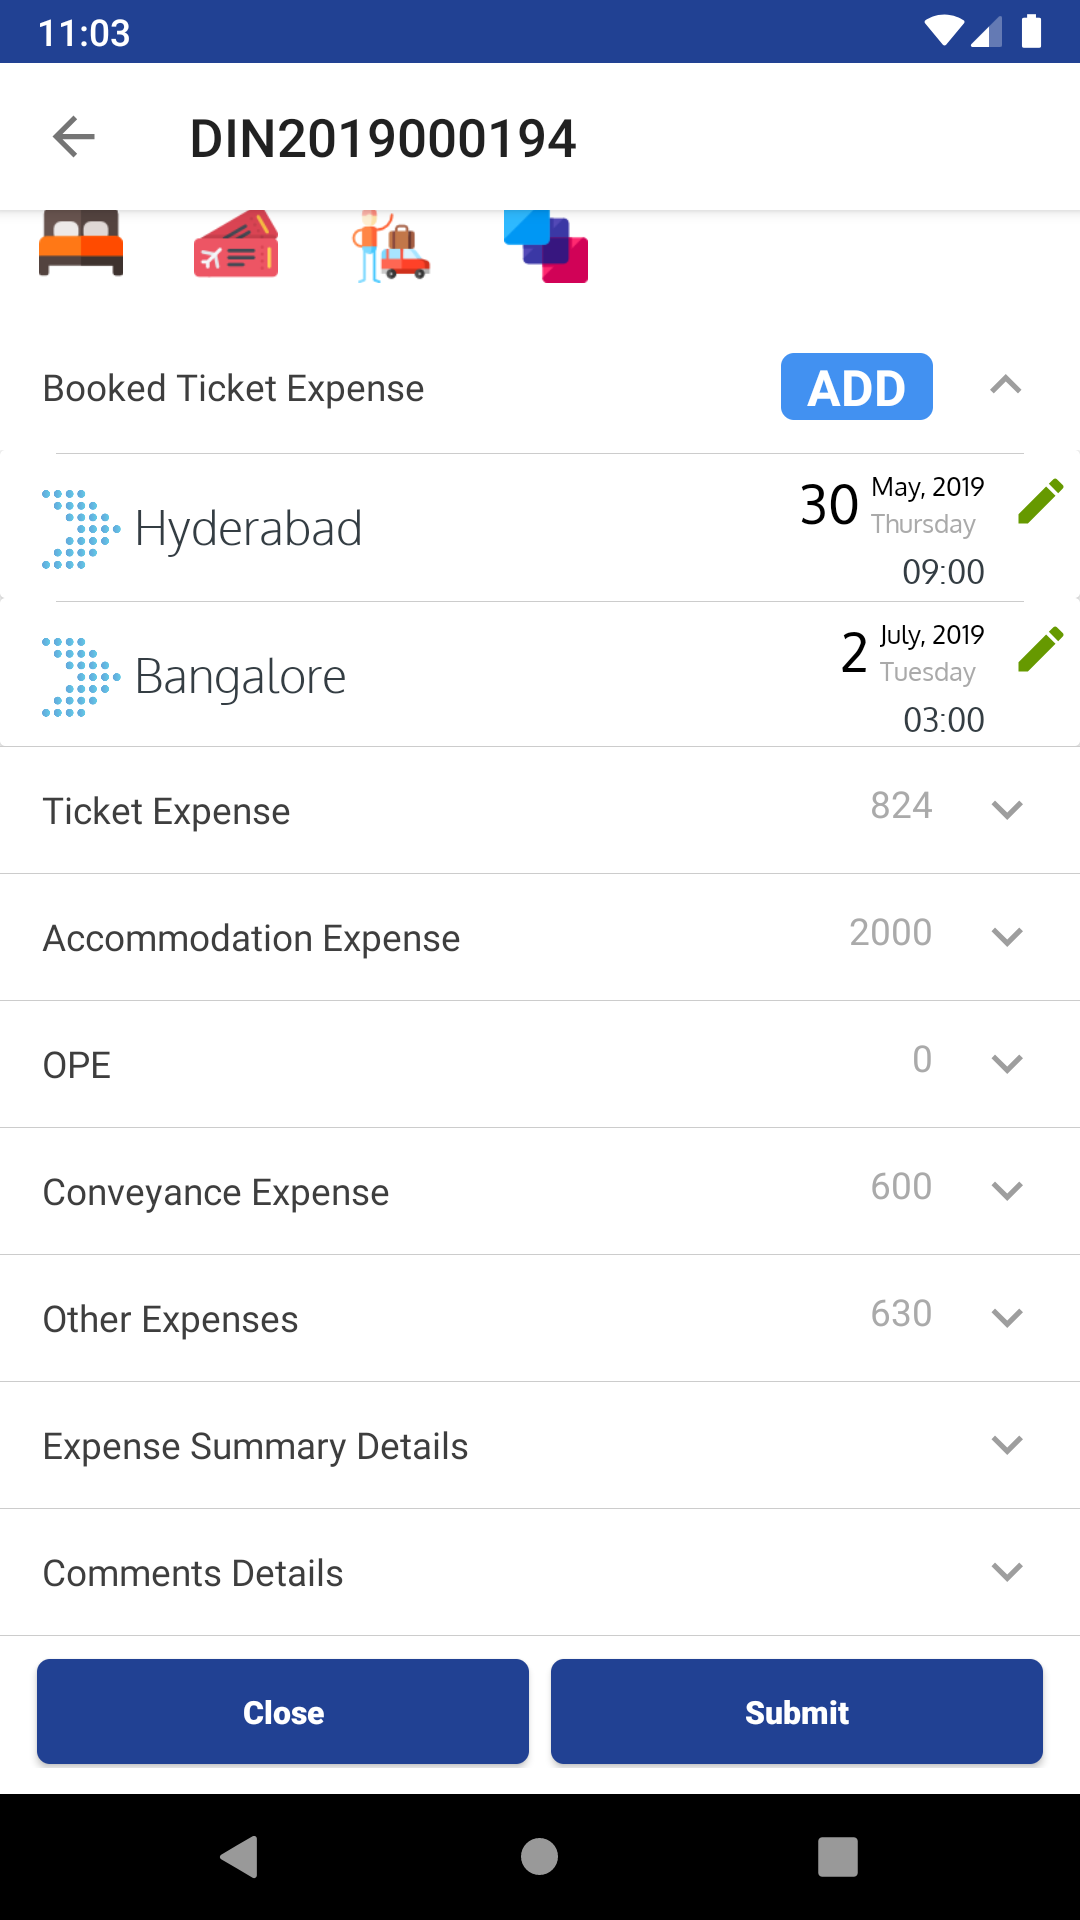 11:03
DIN2019000194
Booked Ticket Expense ADD
Hyderabad 30 May, 2019
Thursday
09:00
Bangalore 2 July, 2019
Tuesday
03:00
Ticket Expense 824
Accommodation Expense 2000
OPE 0
Conveyance Expense 600
Other Expenses 630
Expense Summary Details
Comments Details
Close Submit